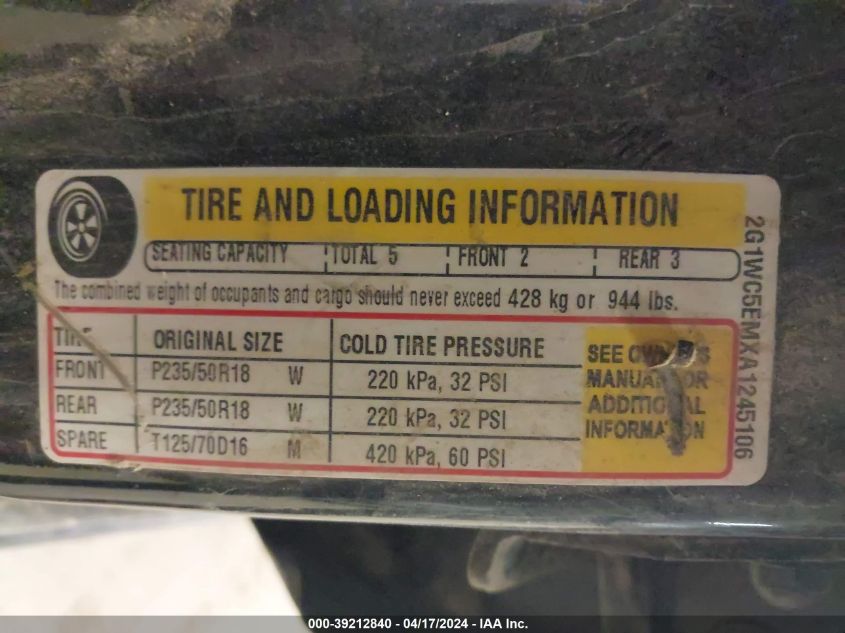 TIRE AND LOADING INFORMATION
SEATING CAPACITY TOTAL 5 FRONT 2 REAR 3
The combined weight of occupants and cargo should never exceed 428 kg or 944 lbs.
TIRE ORIGINAL SIZE COLD TIRE PRESSURE
FRONT P235/50R18 W 220 kPa, 32 PSI
REAR P235/50R18 W 220 kPa, 32 PSI
SPARE T125/70D16 M 420 kPa, 60 PSI
SEE OWNER'S
MANUAL FOR
ADDITIONAL
INFORMATION
2G1WC5EMXA1245106
000-39212840 - 04/17/2024 - IAA Inc.